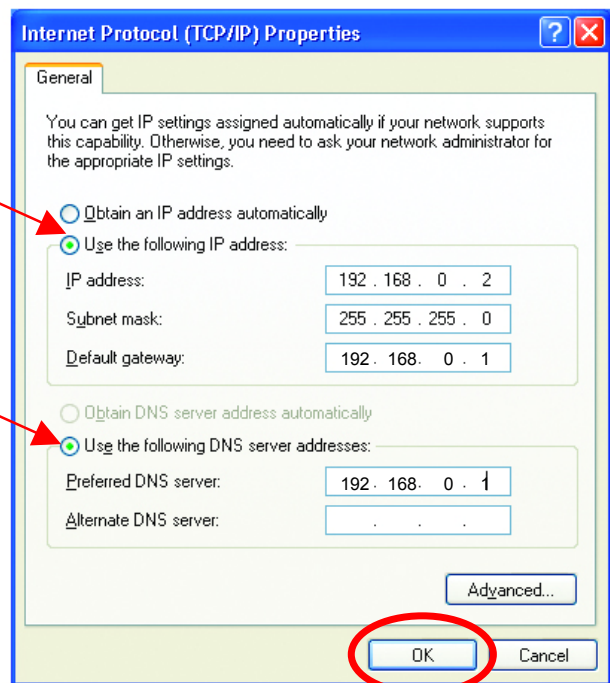 Internet Protocol (TCP/IP) Properties
General
You can get IP settings assigned automatically if your network supports
this capability. Otherwise, you need to ask your network administrator for
the appropriate IP settings.
Obtain an IP address automatically
Use the following IP address:
IP address: 192 . 168 . 0 . 2
Subnet mask: 255 . 255 . 255 . 0
Default gateway: 192 . 168 . 0 . 1
Obtain DNS server address automatically
Use the following DNS server addresses:
Preferred DNS server: 192 . 168 . 0 . 1
Alternate DNS server: . . .
Advanced...
OK Cancel